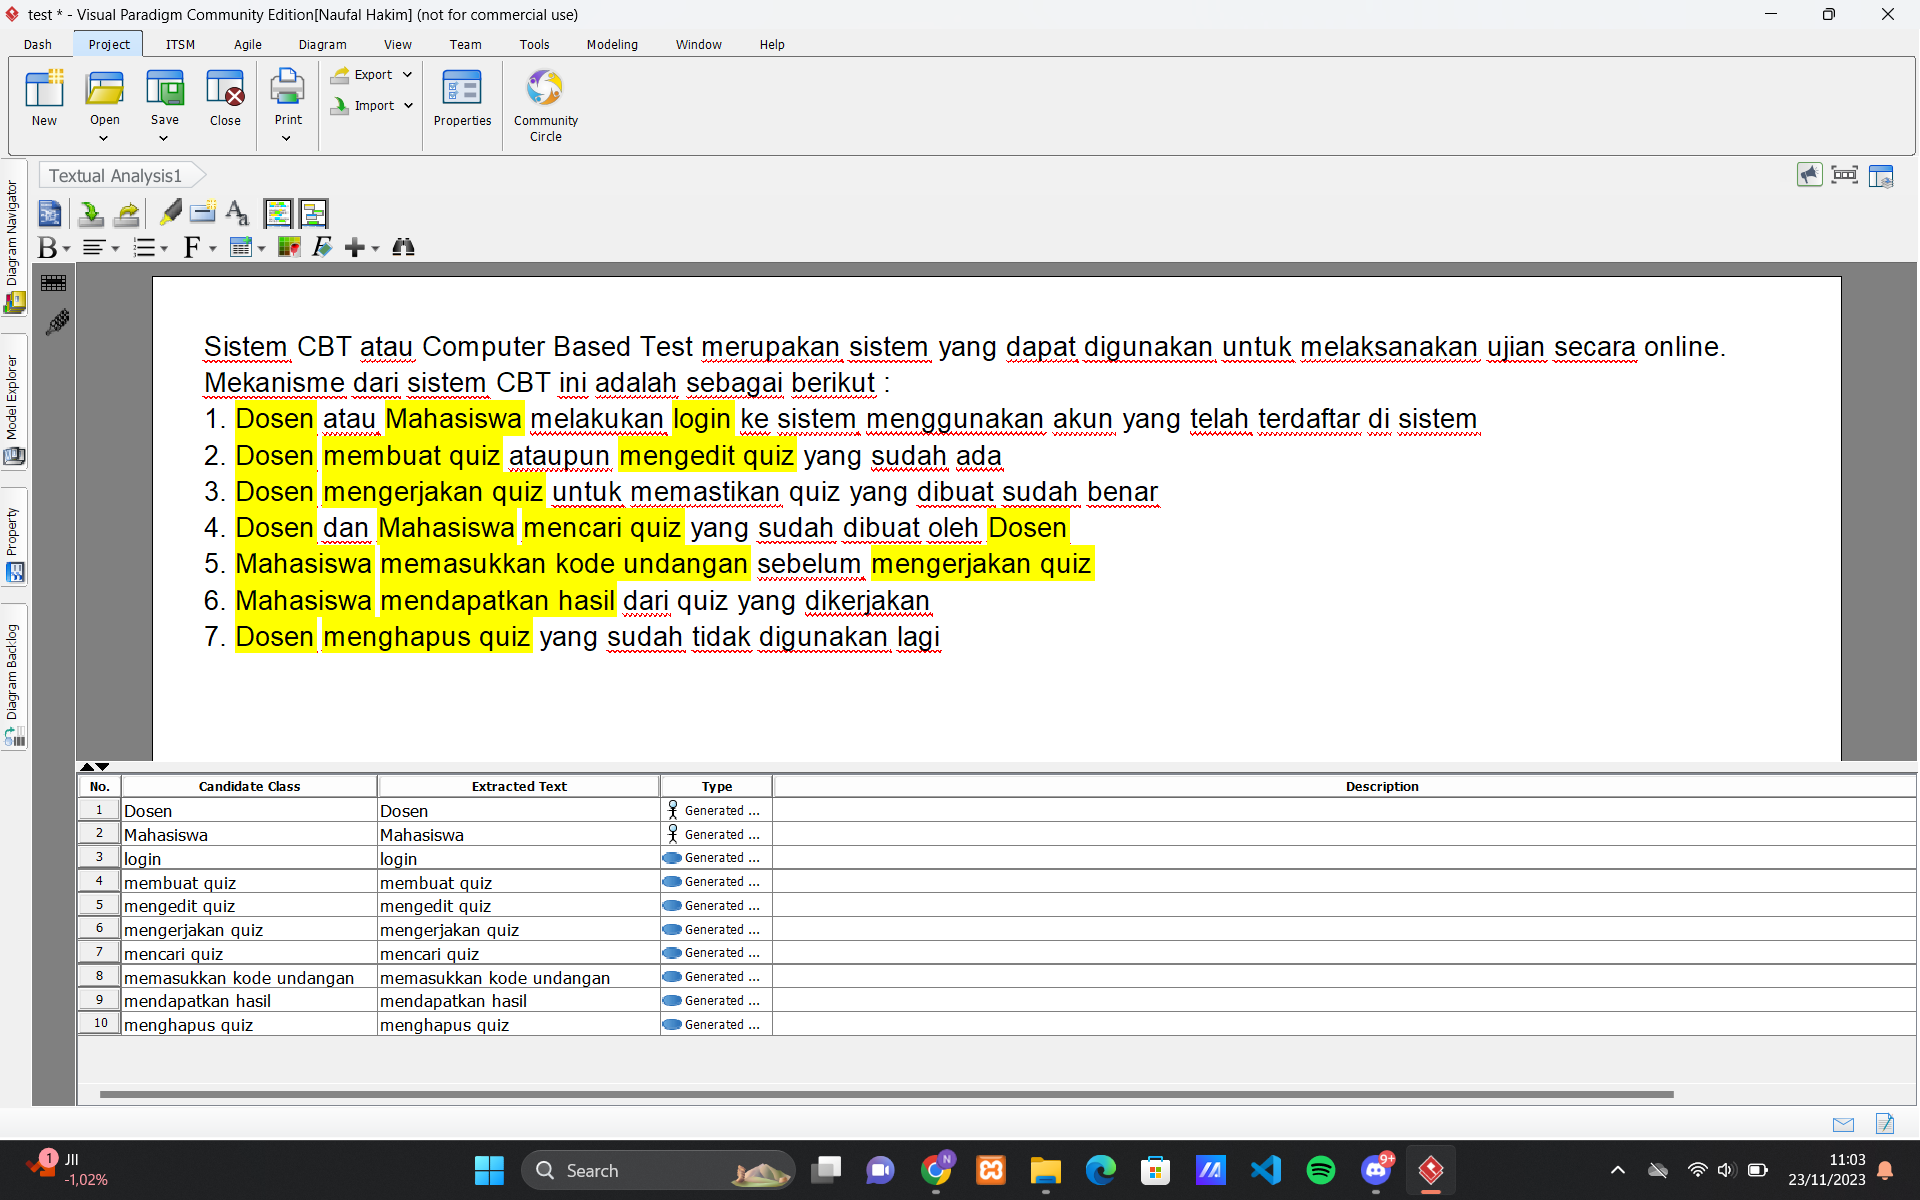 test * - Visual Paradigm Community Edition[Naufal Hakim] (not for commercial use)
Dash Project ITSM Agile Diagram View Team Tools Modeling Window Help
New Open Save Close Print Export Import Properties Community Circle
Textual Analysis1
Diagram Navigator
Model Explorer
Property
Diagram Backlog
Sistem CBT atau Computer Based Test merupakan sistem yang dapat digunakan untuk melaksanakan ujian secara online.
Mekanisme dari sistem CBT ini adalah sebagai berikut :
1. Dosen atau Mahasiswa melakukan login ke sistem menggunakan akun yang telah terdaftar di sistem
2. Dosen membuat quiz ataupun mengedit quiz yang sudah ada
3. Dosen mengerjakan quiz untuk memastikan quiz yang dibuat sudah benar
4. Dosen dan Mahasiswa mencari quiz yang sudah dibuat oleh Dosen
5. Mahasiswa memasukkan kode undangan sebelum mengerjakan quiz
6. Mahasiswa mendapatkan hasil dari quiz yang dikerjakan
7. Dosen menghapus quiz yang sudah tidak digunakan lagi
No. Candidate Class Extracted Text Type Description
1 Dosen Dosen Generated ...
2 Mahasiswa Mahasiswa Generated ...
3 login login Generated ...
4 membuat quiz membuat quiz Generated ...
5 mengedit quiz mengedit quiz Generated ...
6 mengerjakan quiz mengerjakan quiz Generated ...
7 mencari quiz mencari quiz Generated ...
8 memasukkan kode undangan memasukkan kode undangan Generated ...
9 mendapatkan hasil mendapatkan hasil Generated ...
10 menghapus quiz menghapus quiz Generated ...
1 JII
-1,02%
Search
N
9+
11:03
23/11/2023